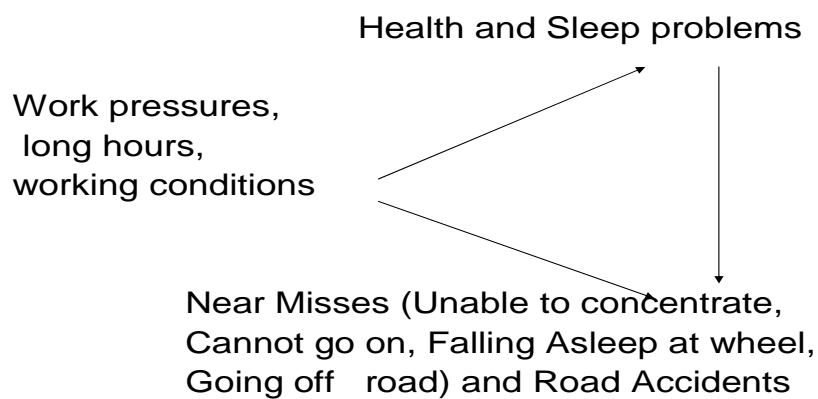 Health and Sleep problems
Work pressures,
long hours,
working conditions
Near Misses (Unable to concentrate,
Cannot go on, Falling Asleep at wheel,
Going off road) and Road Accidents